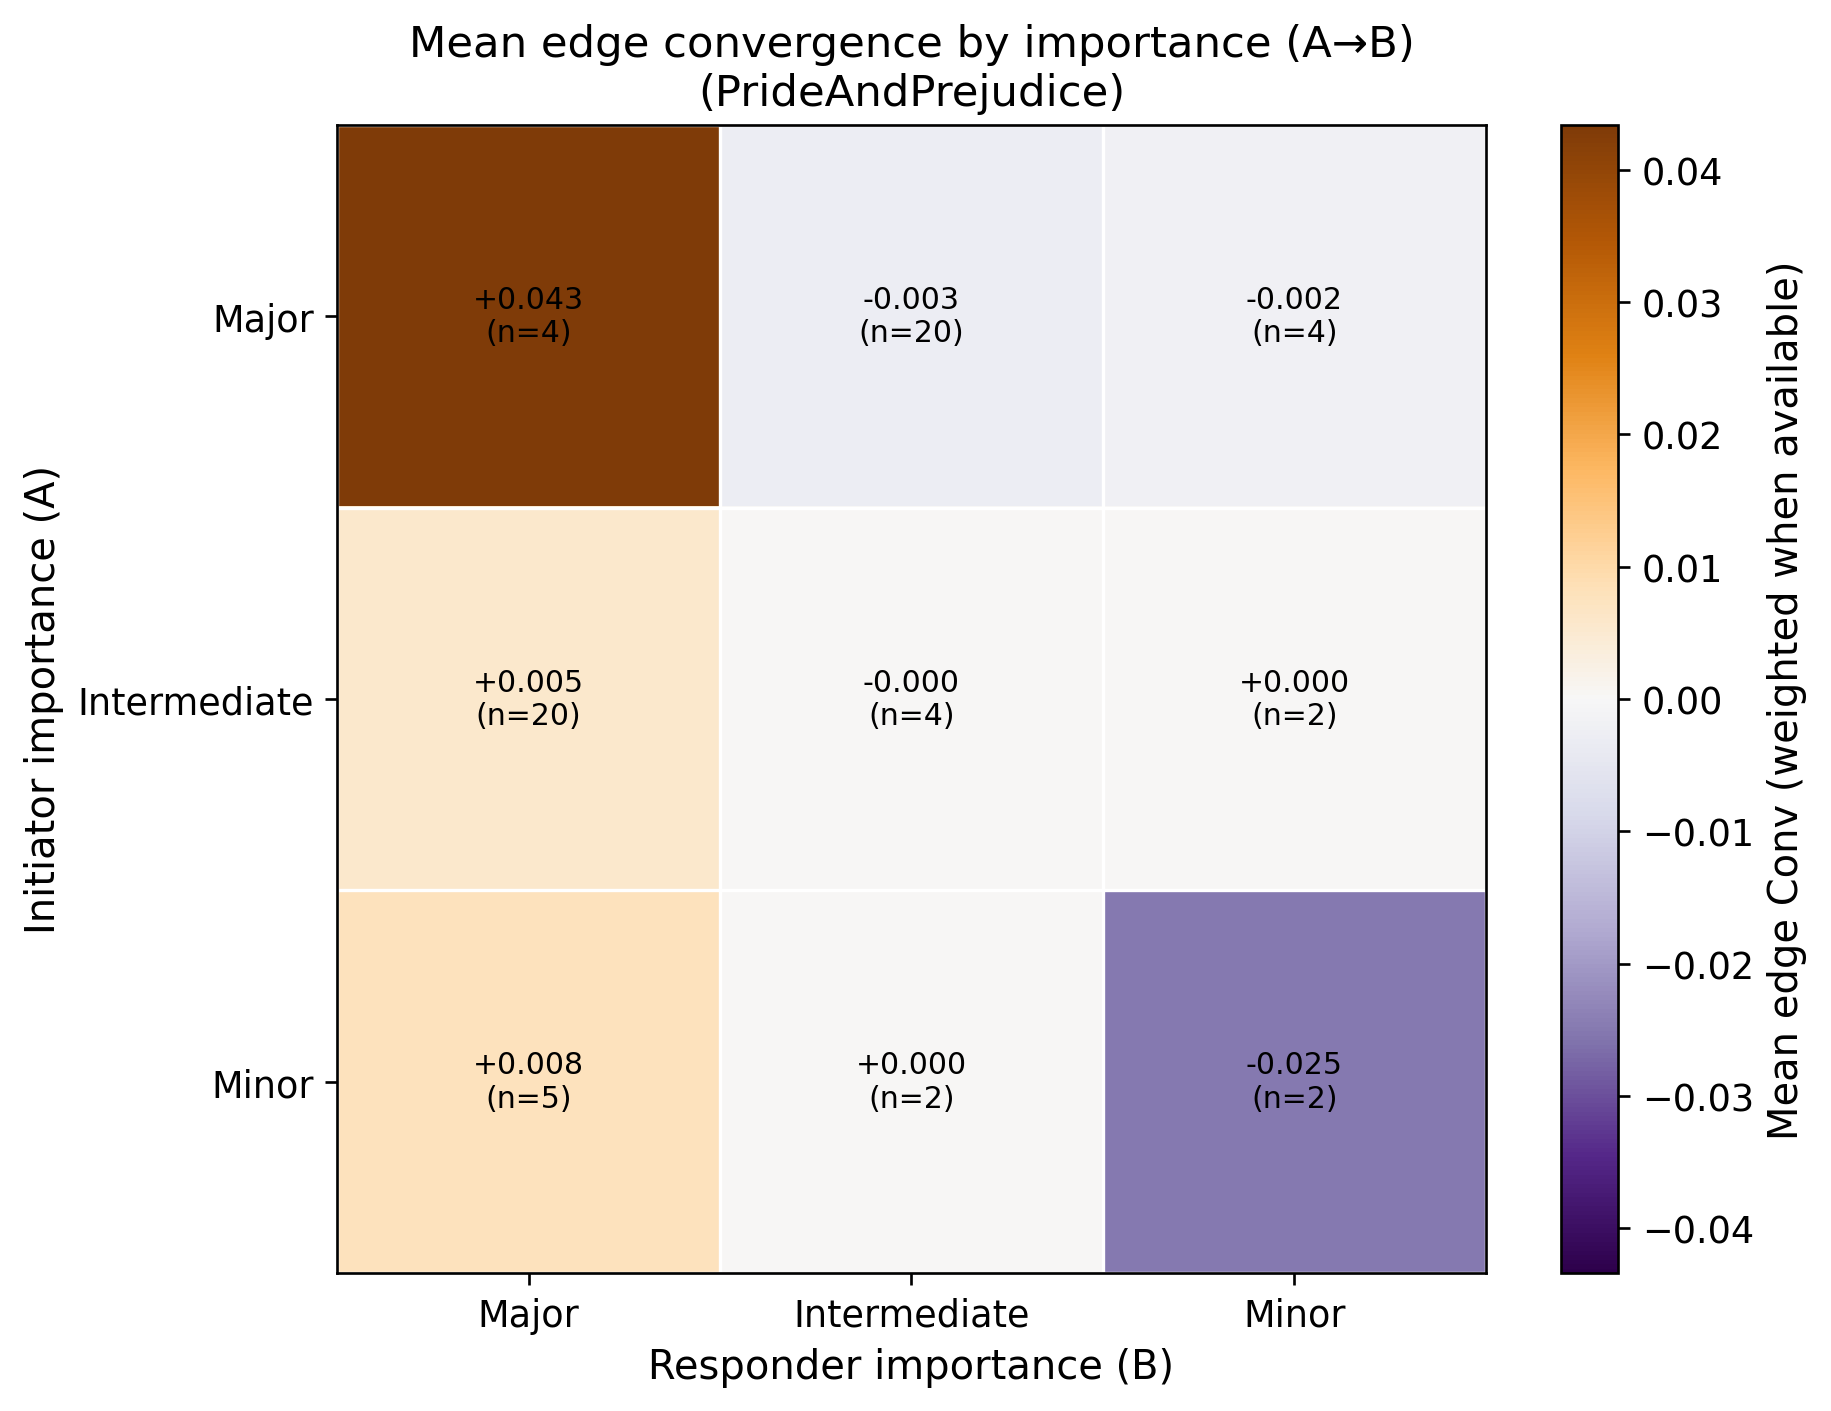 Mean edge convergence by importance (A→B)
(PrideAndPrejudice)
Initiator importance (A)
Major
Intermediate
Minor
+0.043
(n=4)
-0.003
(n=20)
-0.002
(n=4)
+0.005
(n=20)
-0.000
(n=4)
+0.000
(n=2)
+0.008
(n=5)
+0.000
(n=2)
-0.025
(n=2)
Major
Intermediate
Minor
Responder importance (B)
0.04
0.03
0.02
0.01
0.00
−0.01
−0.02
−0.03
−0.04
Mean edge Conv (weighted when available)